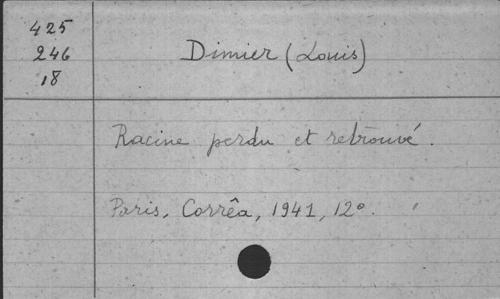 425
246
18
Dimier (Louis)
Racine perdu et retrouvé.
Paris, Corrêa, 1941, 12°.